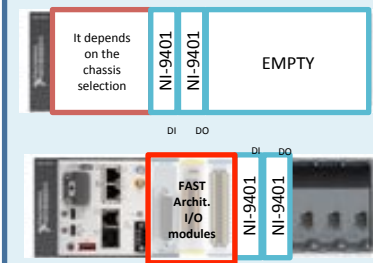 It depends
on the
chassis
selection
NI-9401
NI-9401
EMPTY
DI DO
DI DO
FAST
Archit.
I/O
modules
NI-9401
NI-9401